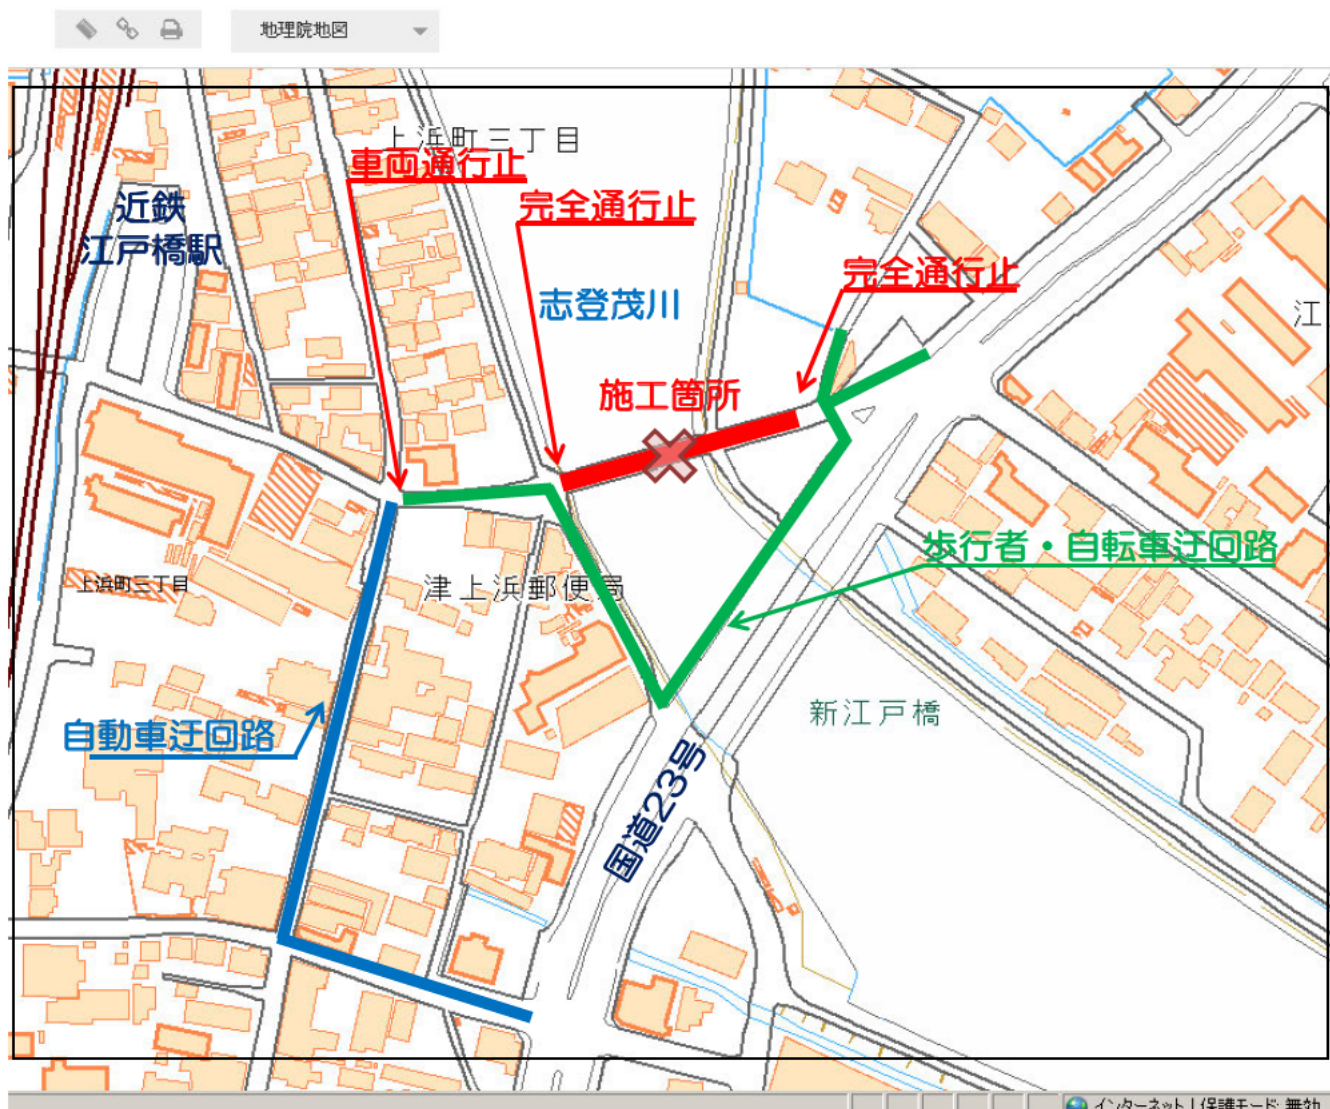 地理院地図
上浜町三丁目
車両通行止
近鉄
江戸橋駅
完全通行止
志登茂川
完全通行止
江
施工箇所
歩行者・自転車迂回路
上浜町三丁目
津上浜郵便局
新江戸橋
自動車迂回路
国道23号
インターネット | 保護モード: 無効